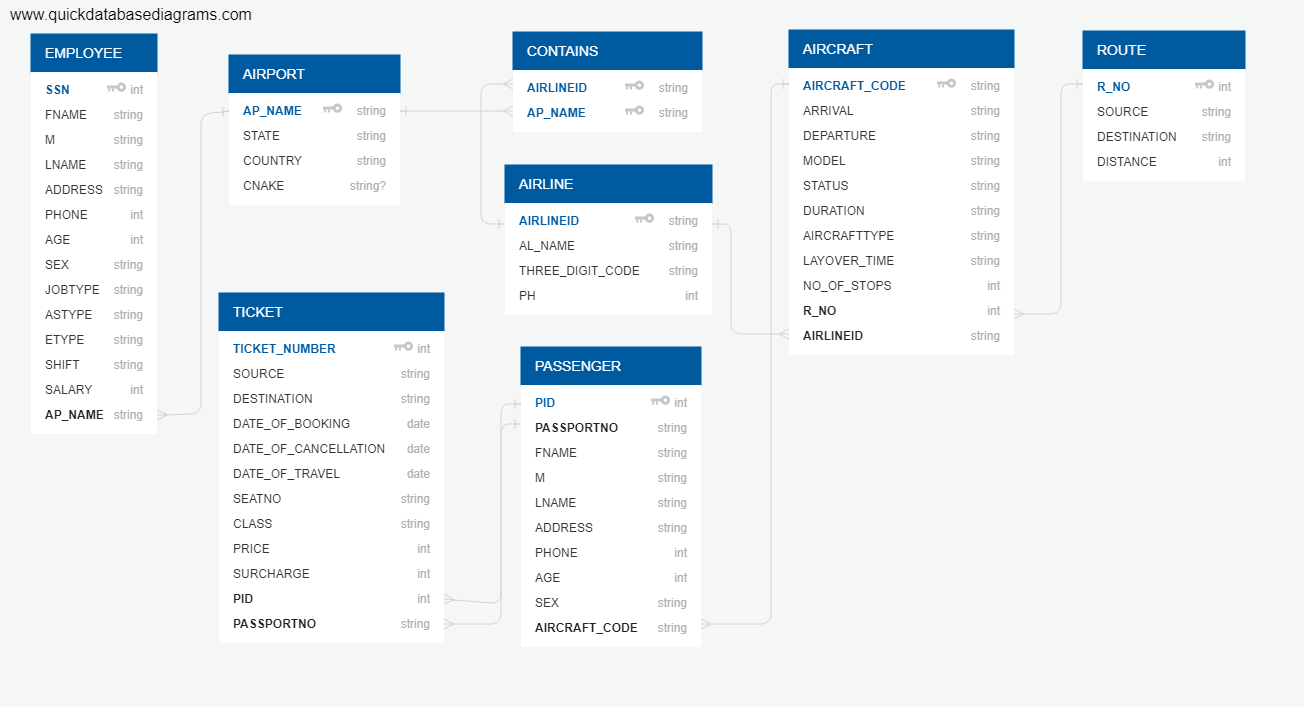 www.quickdatabasediagrams.com
EMPLOYEE
SSN int
FNAME string
M string
LNAME string
ADDRESS string
PHONE int
AGE int
SEX string
JOBTYPE string
ASTYPE string
ETYPE string
SHIFT string
SALARY int
AP_NAME string
AIRPORT
AP_NAME string
STATE string
COUNTRY string
CNAKE string?
TICKET
TICKET_NUMBER int
SOURCE string
DESTINATION string
DATE_OF_BOOKING date
DATE_OF_CANCELLATION date
DATE_OF_TRAVEL date
SEATNO string
CLASS string
PRICE int
SURCHARGE int
PID int
PASSPORTNO string
CONTAINS
AIRLINEID string
AP_NAME string
AIRLINE
AIRLINEID string
AL_NAME string
THREE_DIGIT_CODE string
PH int
PASSENGER
PID int
PASSPORTNO string
FNAME string
M string
LNAME string
ADDRESS string
PHONE int
AGE int
SEX string
AIRCRAFT_CODE string
AIRCRAFT
AIRCRAFT_CODE string
ARRIVAL string
DEPARTURE string
MODEL string
STATUS string
DURATION string
AIRCRAFTTYPE string
LAYOVER_TIME string
NO_OF_STOPS int
R_NO int
AIRLINEID string
ROUTE
R_NO int
SOURCE string
DESTINATION string
DISTANCE int